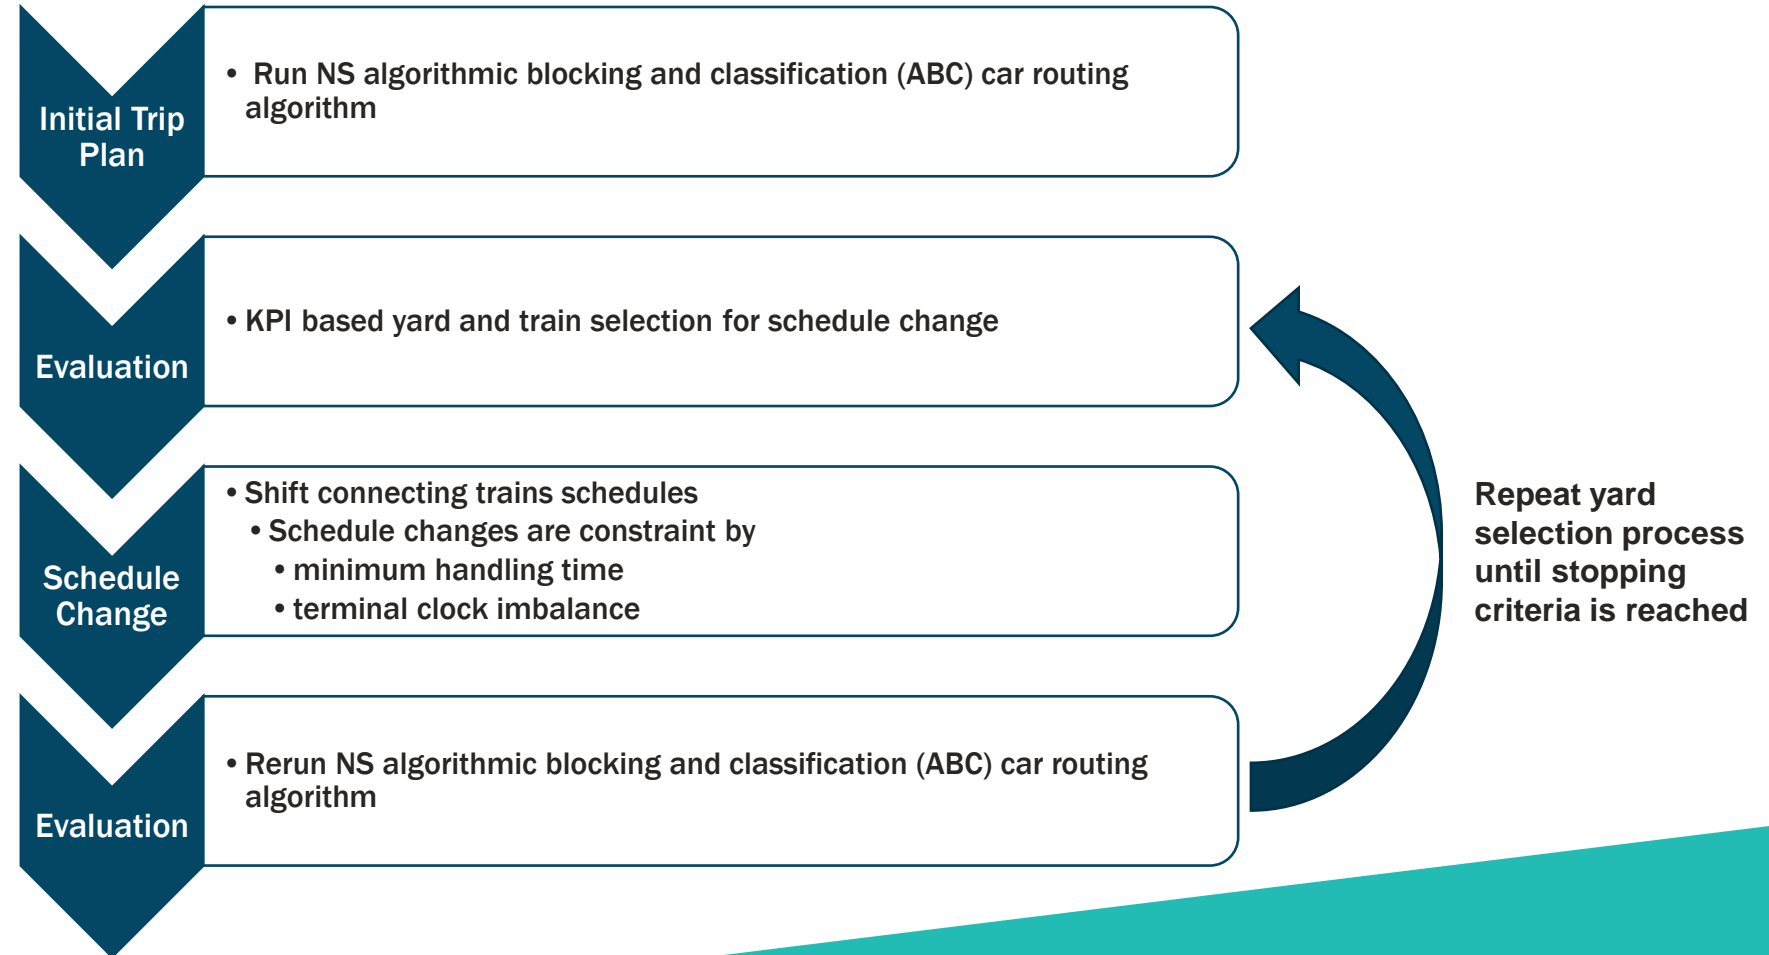 Initial Trip
Plan
• Run NS algorithmic blocking and classification (ABC) car routing
algorithm
Evaluation
• KPI based yard and train selection for schedule change
Schedule
Change
• Shift connecting trains schedules
• Schedule changes are constraint by
• minimum handling time
• terminal clock imbalance
Evaluation
• Rerun NS algorithmic blocking and classification (ABC) car routing
algorithm
Repeat yard
selection process
until stopping
criteria is reached